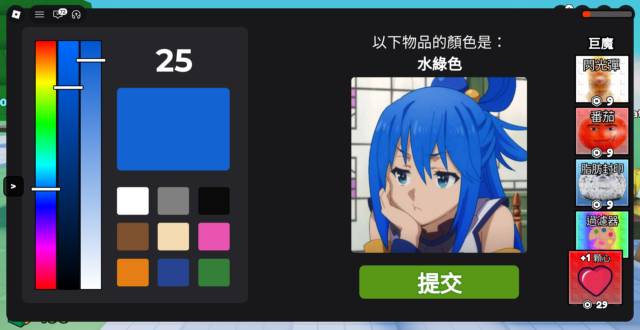 72
25
以下物品的顏色是：
水綠色
提交
>
巨魔
閃光彈
9
番茄
9
脂肪封印
9
過濾器
+1 顆心
29